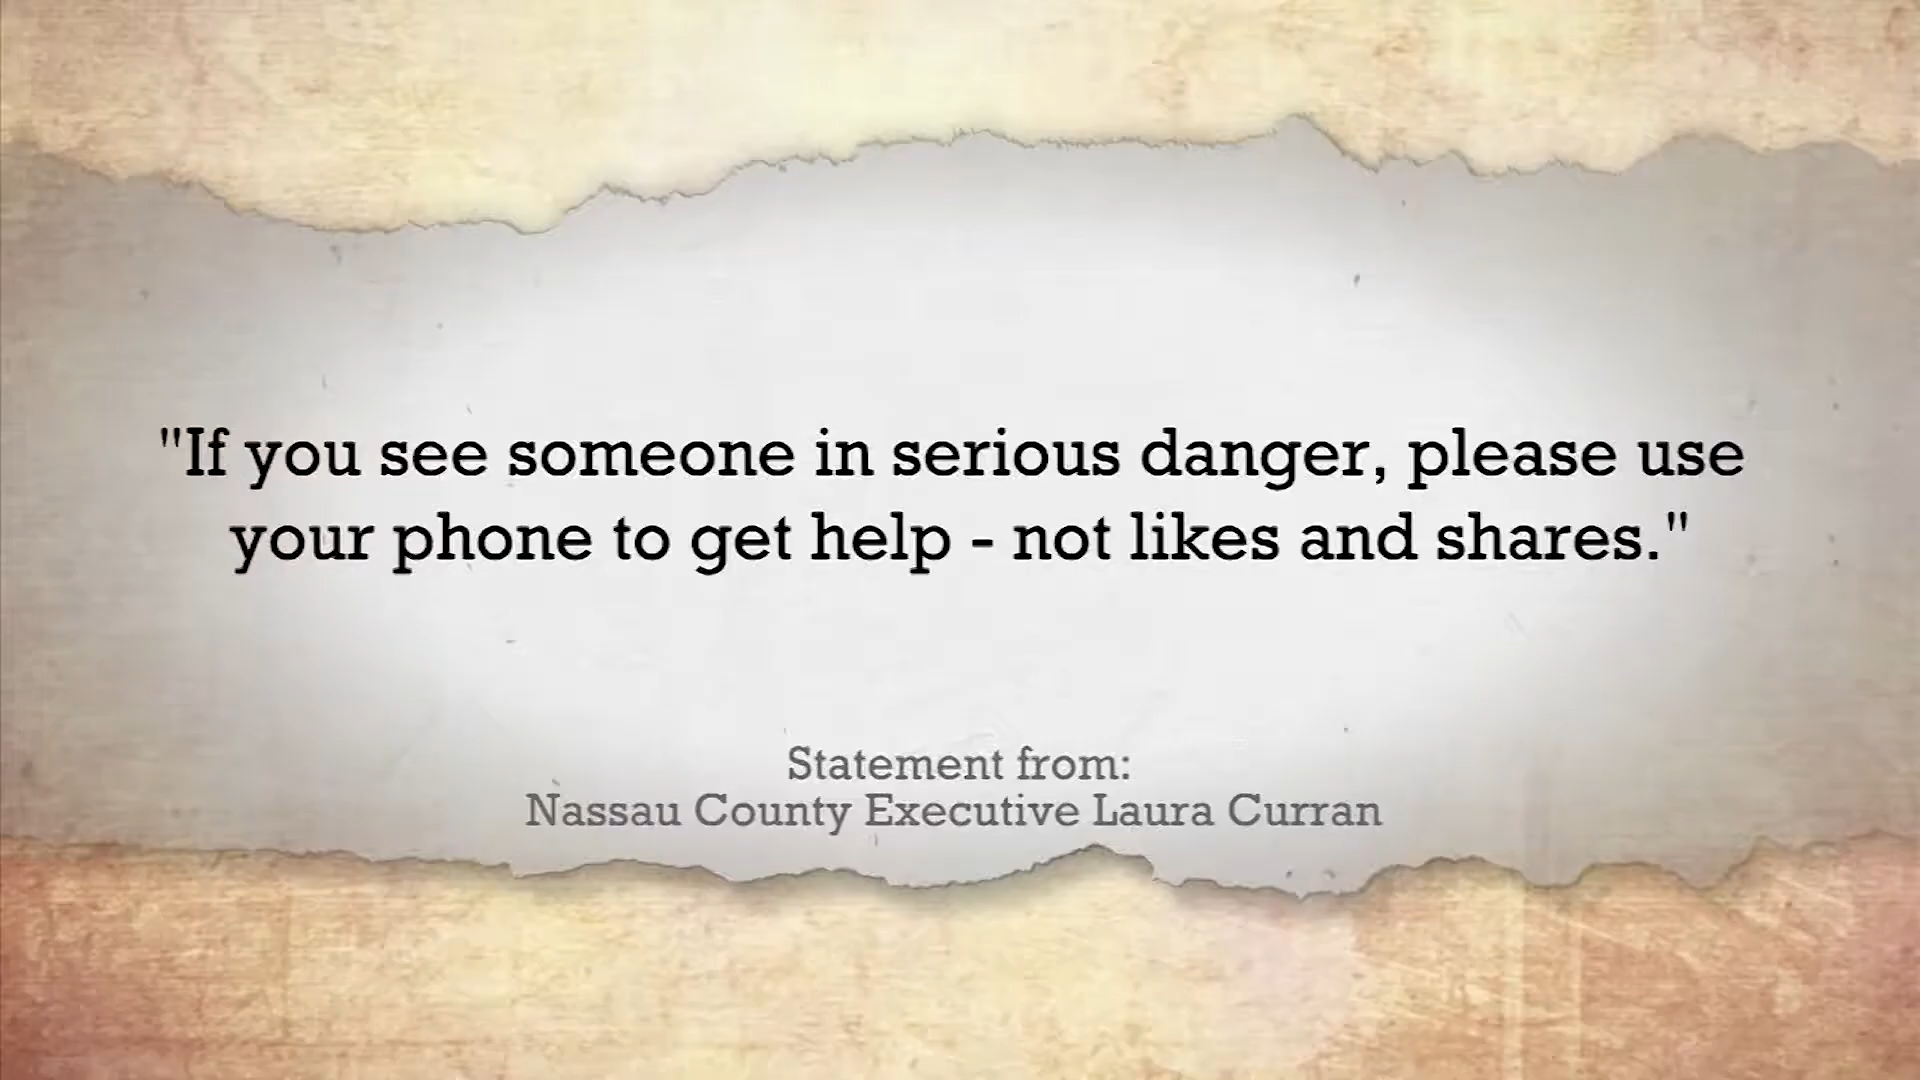 "If you see someone in serious danger, please use
your phone to get help - not likes and shares."
Statement from:
Nassau County Executive Laura Curran